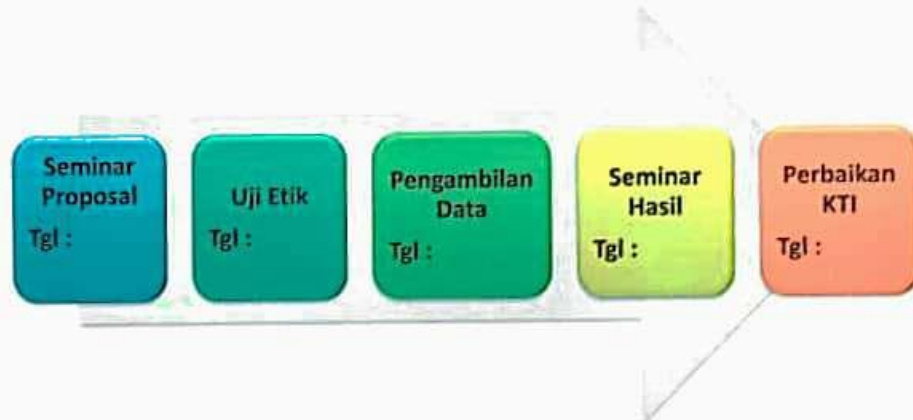 Seminar
Proposal
Tgl :
Uji Etik
Tgl :
Pengambilan
Data
Tgl :
Seminar
Hasil
Tgl :
Perbaikan
KTI
Tgl :